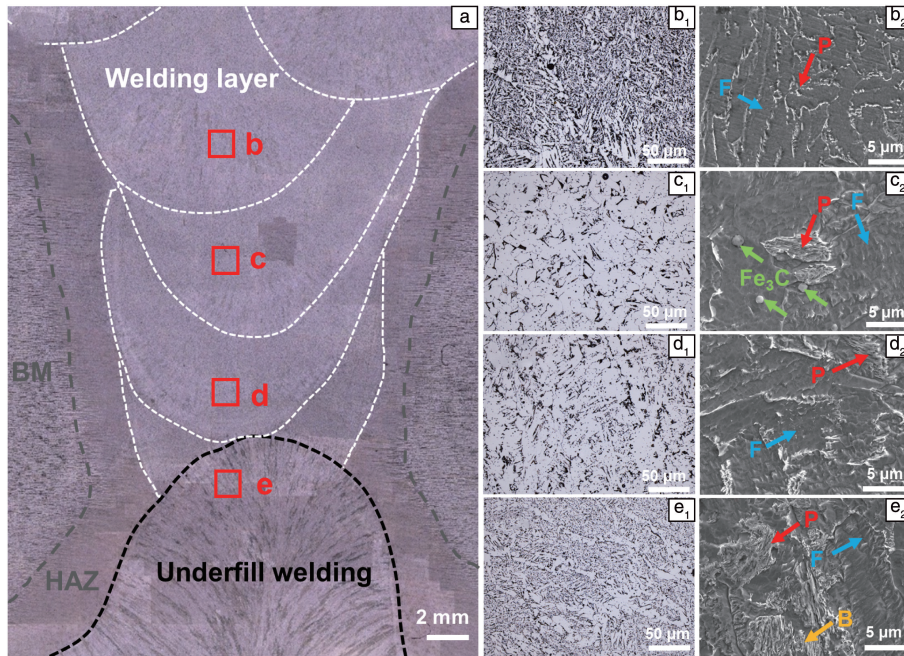 a
Welding layer
b
c
BM
d
e
HAZ
Underfill welding
2 mm
b₁
50 μm
b₂
P
F
5 μm
c₁
50 μm
c₂
P
F
Fe₃C
5 μm
d₁
50 μm
d₂
P
F
5 μm
e₁
50 μm
e₂
P
F
B
5 μm